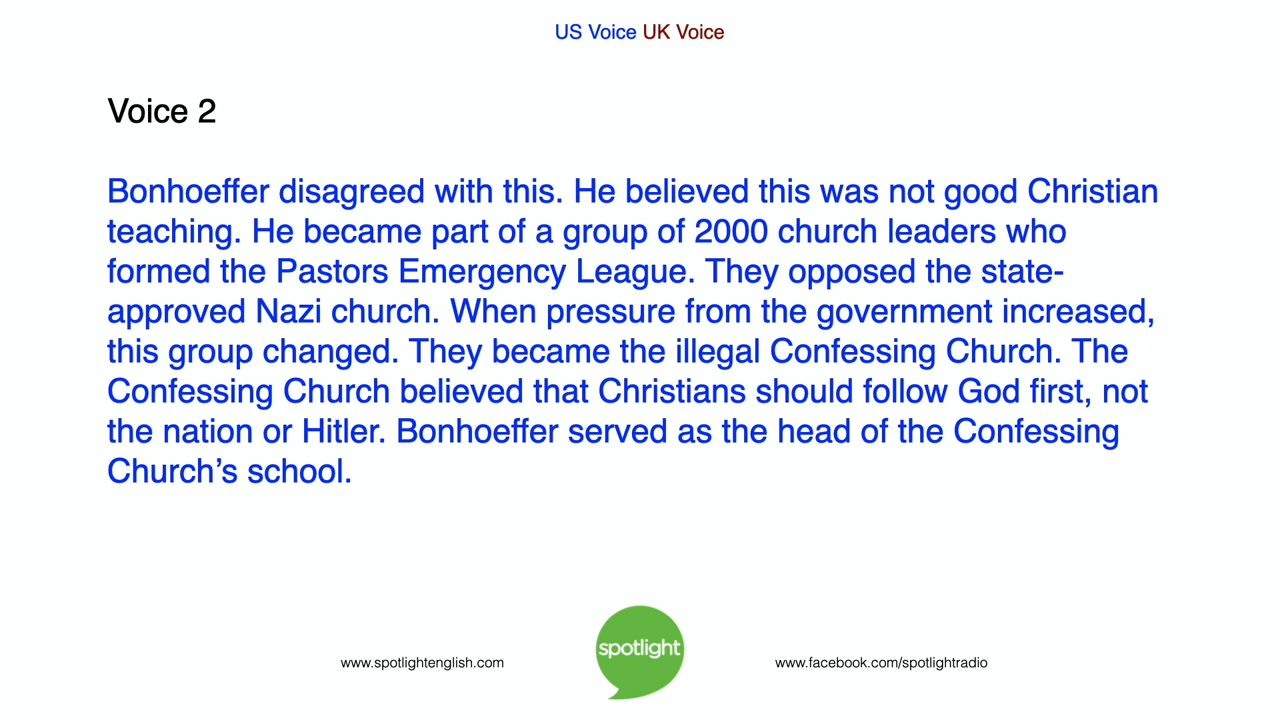 US Voice UK Voice
Voice 2
Bonhoeffer disagreed with this. He believed this was not good Christian
teaching. He became part of a group of 2000 church leaders who
formed the Pastors Emergency League. They opposed the state-
approved Nazi church. When pressure from the government increased,
this group changed. They became the illegal Confessing Church. The
Confessing Church believed that Christians should follow God first, not
the nation or Hitler. Bonhoeffer served as the head of the Confessing
Church’s school.
spotlight
www.spotlightenglish.com
www.facebook.com/spotlightradio